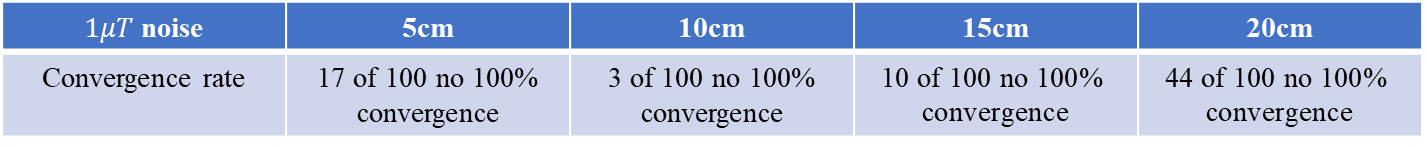 1μT noise 5cm 10cm 15cm 20cm
Convergence rate 17 of 100 no 100% 3 of 100 no 100% 10 of 100 no 100% 44 of 100 no 100%
convergence convergence convergence convergence